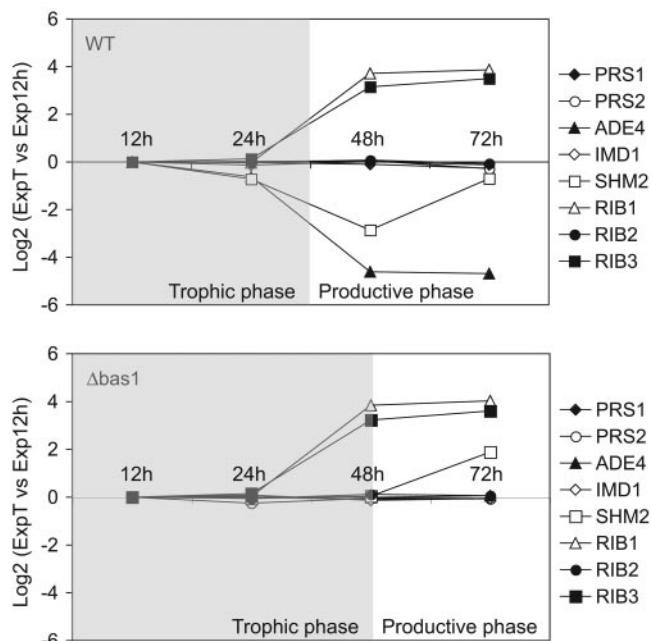 WT
6
4
2
0
-2
-4
-6
Log2 (ExpT vs Exp12h)
12h 24h 48h 72h
Trophic phase Productive phase
PRS1
PRS2
ADE4
IMD1
SHM2
RIB1
RIB2
RIB3
Δbas1
6
4
2
0
-2
-4
-6
Log2 (ExpT vs Exp12h)
12h 24h 48h 72h
Trophic phase Productive phase
PRS1
PRS2
ADE4
IMD1
SHM2
RIB1
RIB2
RIB3